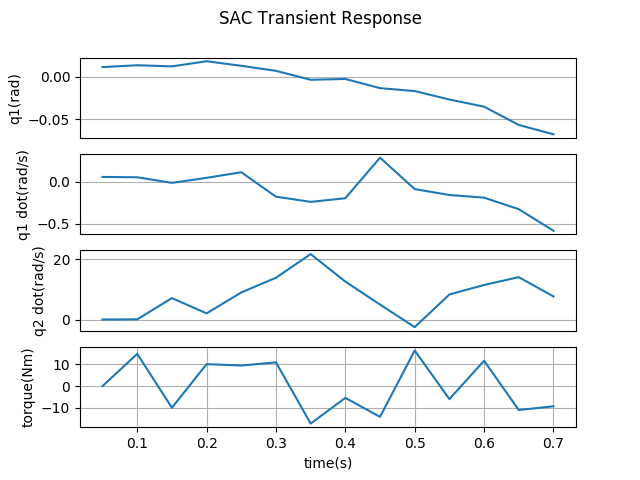 SAC Transient Response
q1(rad)
0.00
−0.05
q1 dot(rad/s)
0.0
−0.5
q2 dot(rad/s)
20
0
torque(Nm)
10
0
−10
0.1 0.2 0.3 0.4 0.5 0.6 0.7
time(s)